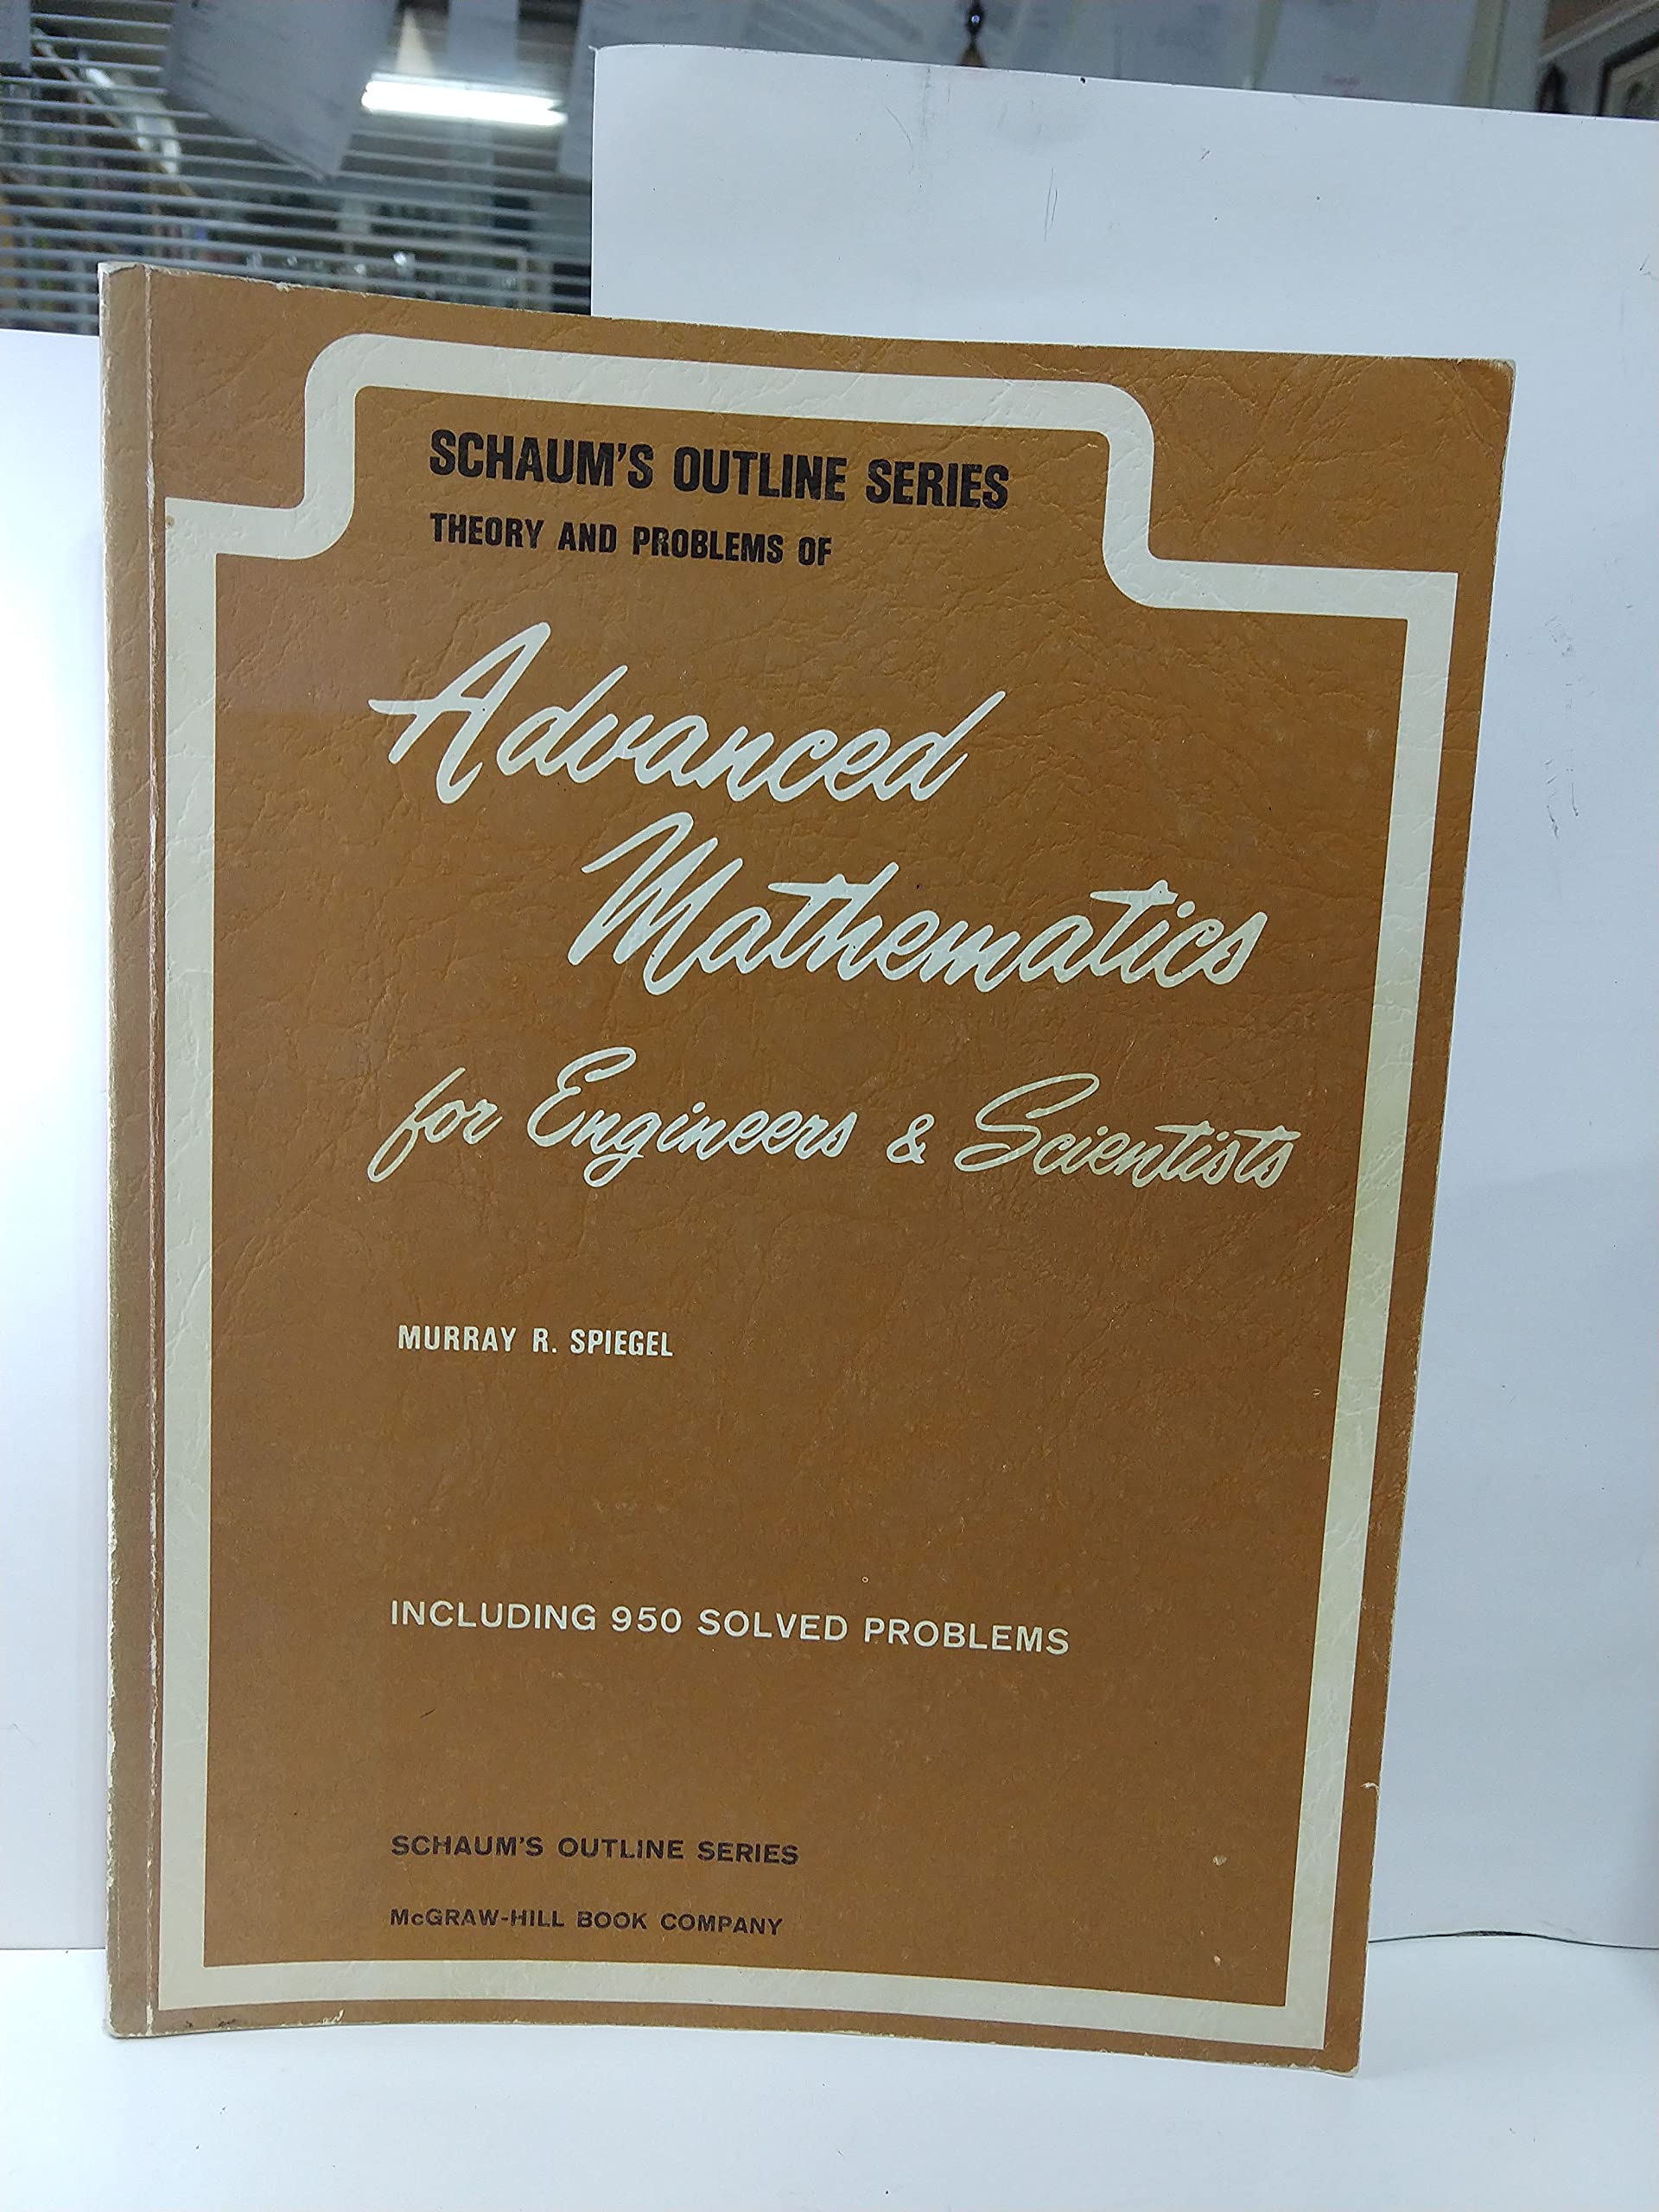 SCHAUM'S OUTLINE SERIES
THEORY AND PROBLEMS OF
Advanced
Mathematics
for Engineers & Scientists
MURRAY R. SPIEGEL
INCLUDING 950 SOLVED PROBLEMS
SCHAUM'S OUTLINE SERIES
McGRAW-HILL BOOK COMPANY